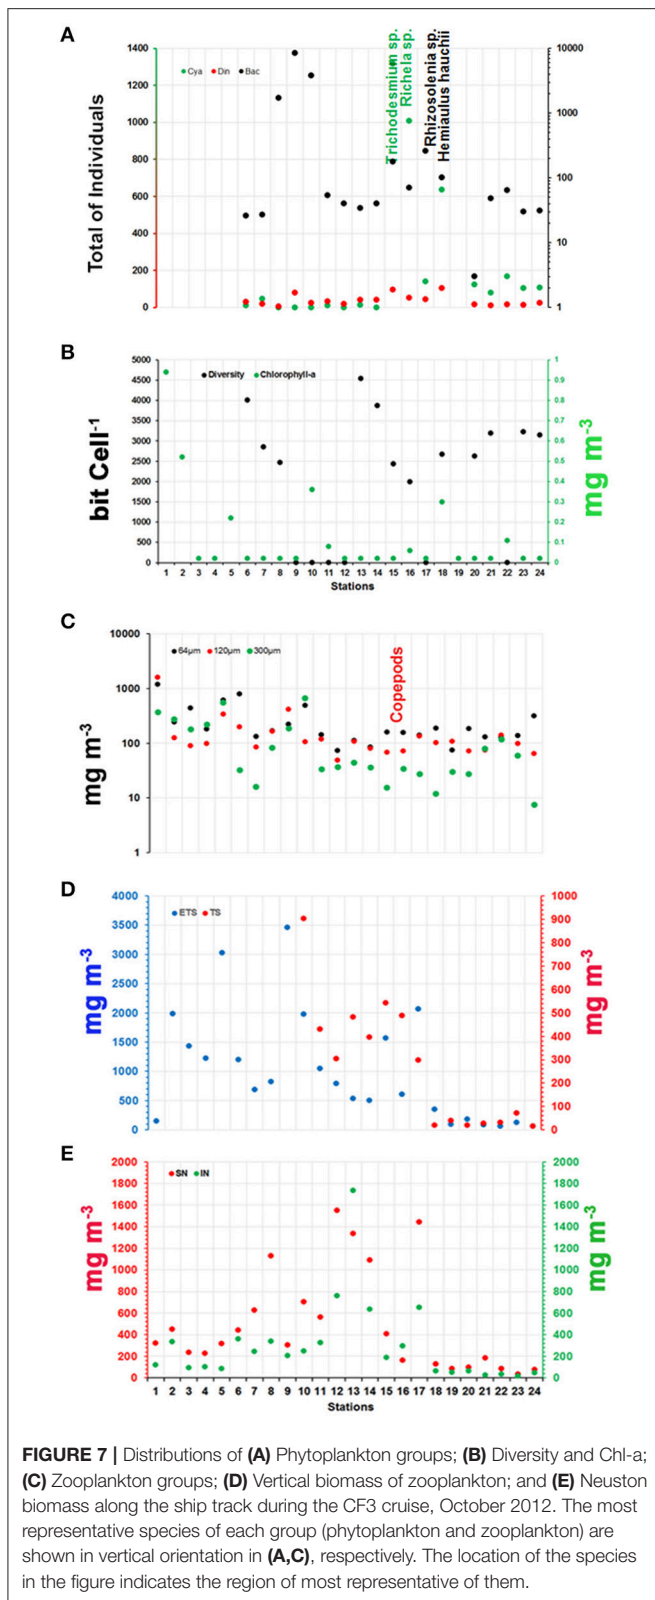 A
1400
1200
1000
800
600
400
200
0
Total of Individuals
Cya Din Bac
Trichodesmium sp.
Richela sp.
Rhizosolenia sp.
Hemiaulus hauchii
10000
1000
100
10
1
B
5000
4500
4000
3500
3000
2500
2000
1500
1000
500
0
bit Cell-1
Diversity Chlorophyll-a
1
0.9
0.8
0.7
0.6
0.5
0.4
0.3
0.2
0.1
0
mg m-3
1 2 3 4 5 6 7 8 9 10 11 12 13 14 15 16 17 18 19 20 21 22 23 24
Stations
C
10000
1000
100
10
1
mg m-3
64µm 120µm 300µm
Copepods
D
4000
3500
3000
2500
2000
1500
1000
500
0
mg m-3
ETS TS
1000
900
800
700
600
500
400
300
200
100
0
mg m-3
E
2000
1800
1600
1400
1200
1000
800
600
400
200
0
mg m-3
SN IN
2000
1800
1600
1400
1200
1000
800
600
400
200
0
mg m-3
1 2 3 4 5 6 7 8 9 10 11 12 13 14 15 16 17 18 19 20 21 22 23 24
Stations
FIGURE 7 | Distributions of (A) Phytoplankton groups; (B) Diversity and Chl-a;
(C) Zooplankton groups; (D) Vertical biomass of zooplankton; and (E) Neuston
biomass along the ship track during the CF3 cruise, October 2012. The most
representative species of each group (phytoplankton and zooplankton) are
shown in vertical orientation in (A,C), respectively. The location of the species
in the figure indicates the region of most representative of them.